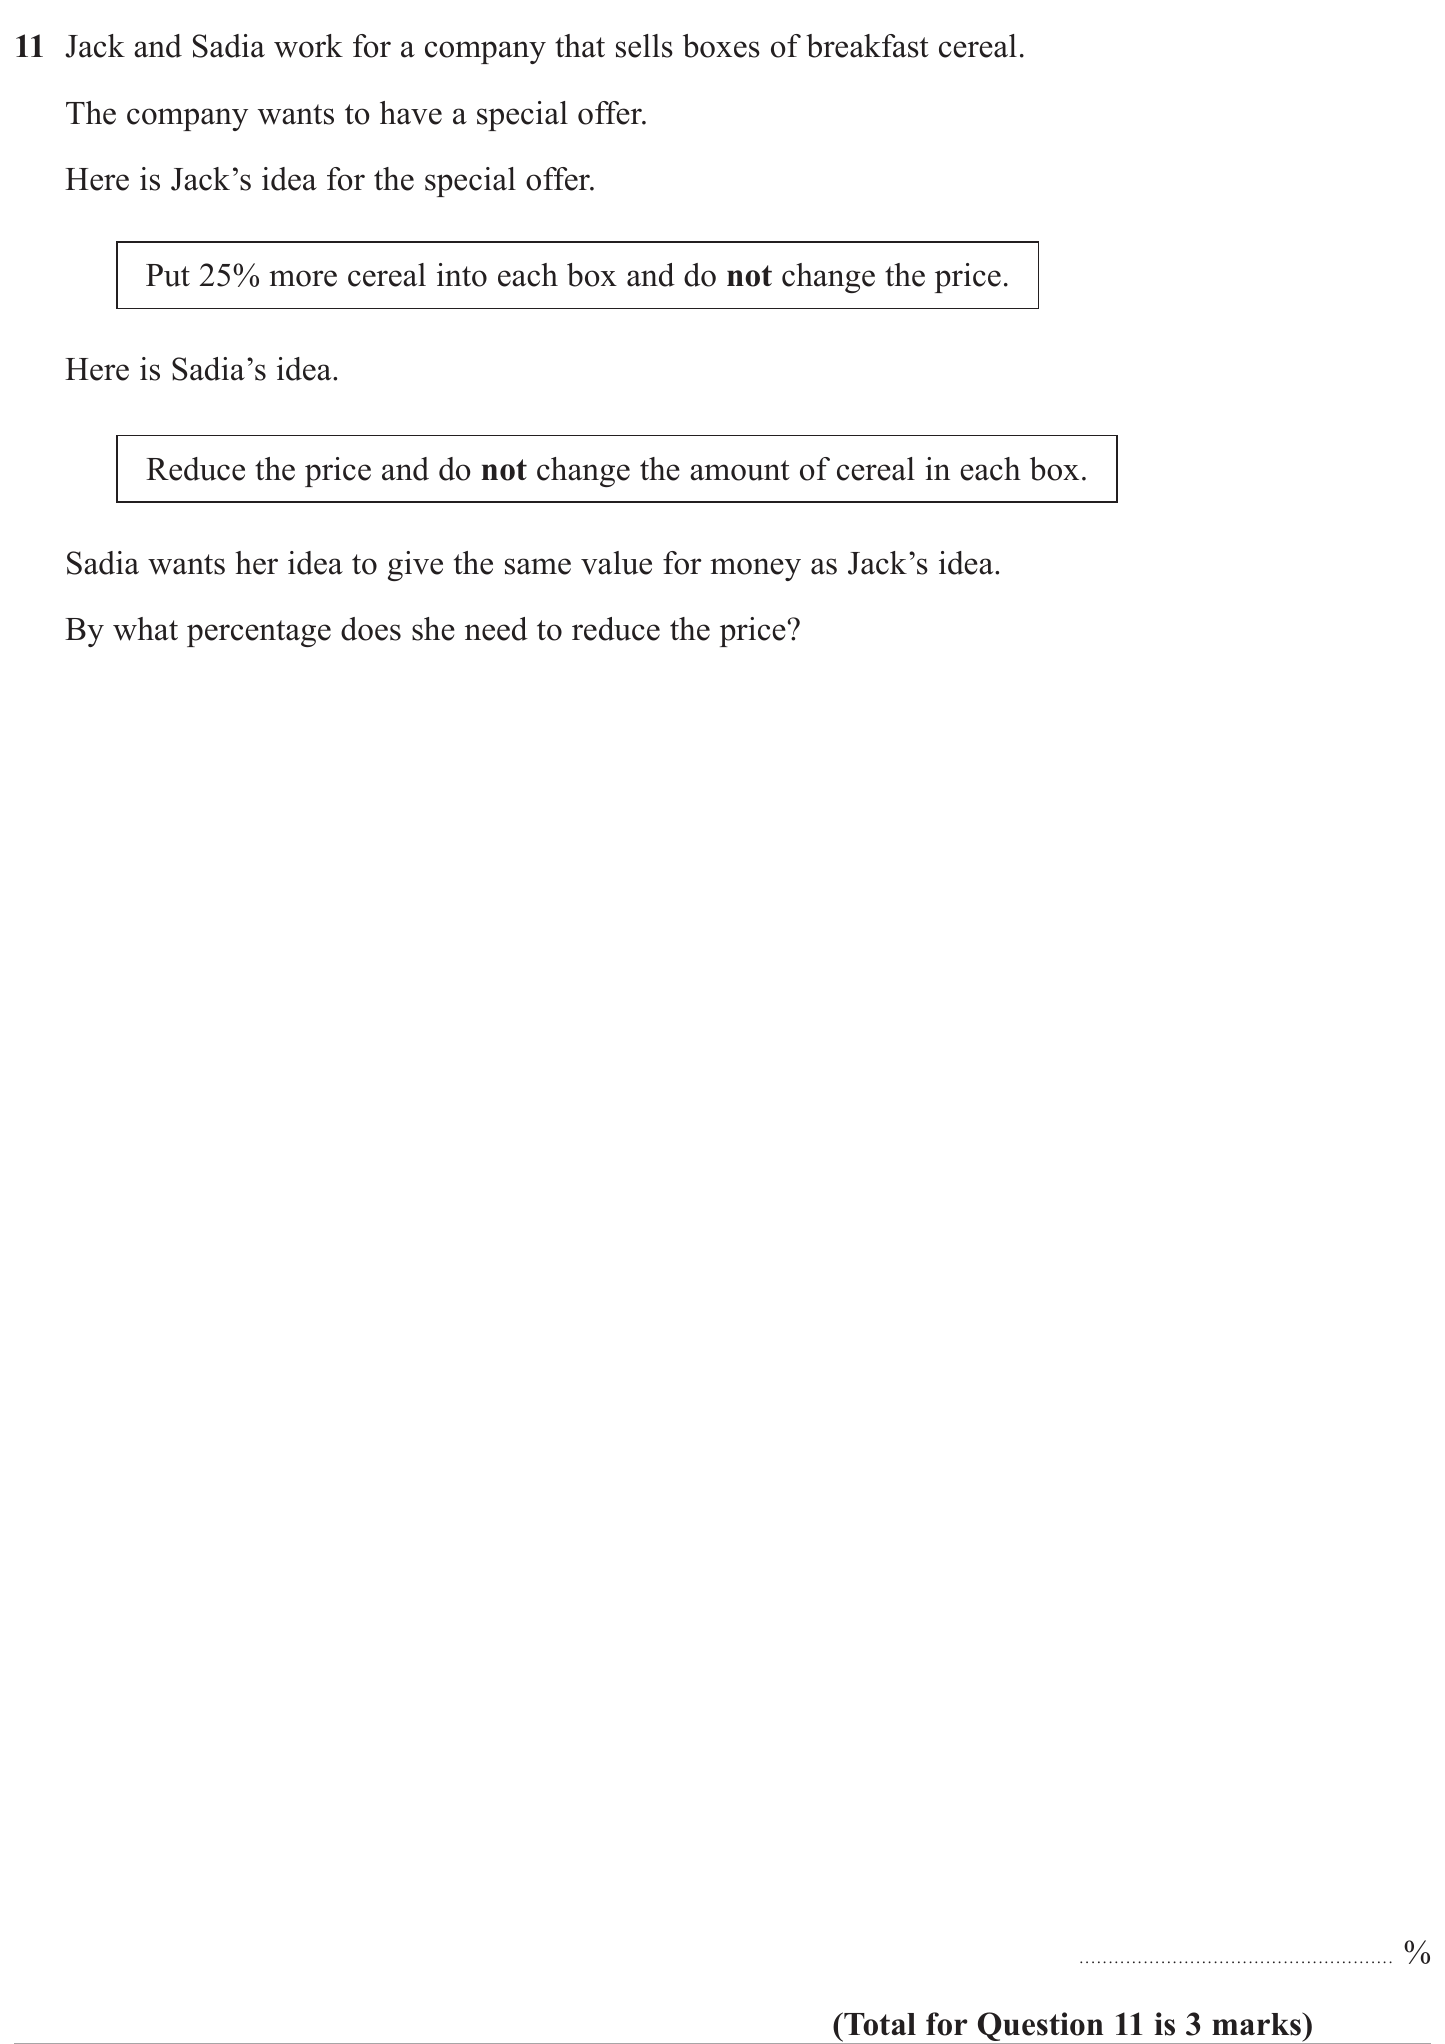 11 Jack and Sadia work for a company that sells boxes of breakfast cereal.
The company wants to have a special offer.
Here is Jack’s idea for the special offer.
Put 25% more cereal into each box and do not change the price.
Here is Sadia’s idea.
Reduce the price and do not change the amount of cereal in each box.
Sadia wants her idea to give the same value for money as Jack’s idea.
By what percentage does she need to reduce the price?
...................................................... %
(Total for Question 11 is 3 marks)